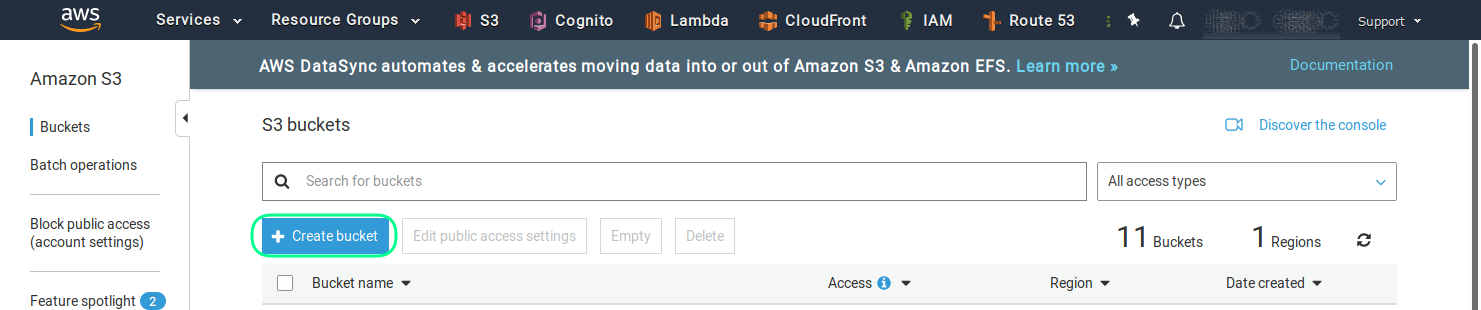 aws Services Resource Groups S3 Cognito Lambda CloudFront IAM Route 53 Support
Amazon S3
Buckets
Batch operations
Block public access
(account settings)
Feature spotlight 2
AWS DataSync automates & accelerates moving data into or out of Amazon S3 & Amazon EFS. Learn more » Documentation
S3 buckets Discover the console
Search for buckets All access types
+ Create bucket Edit public access settings Empty Delete 11 Buckets 1 Regions
Bucket name Access Region Date created